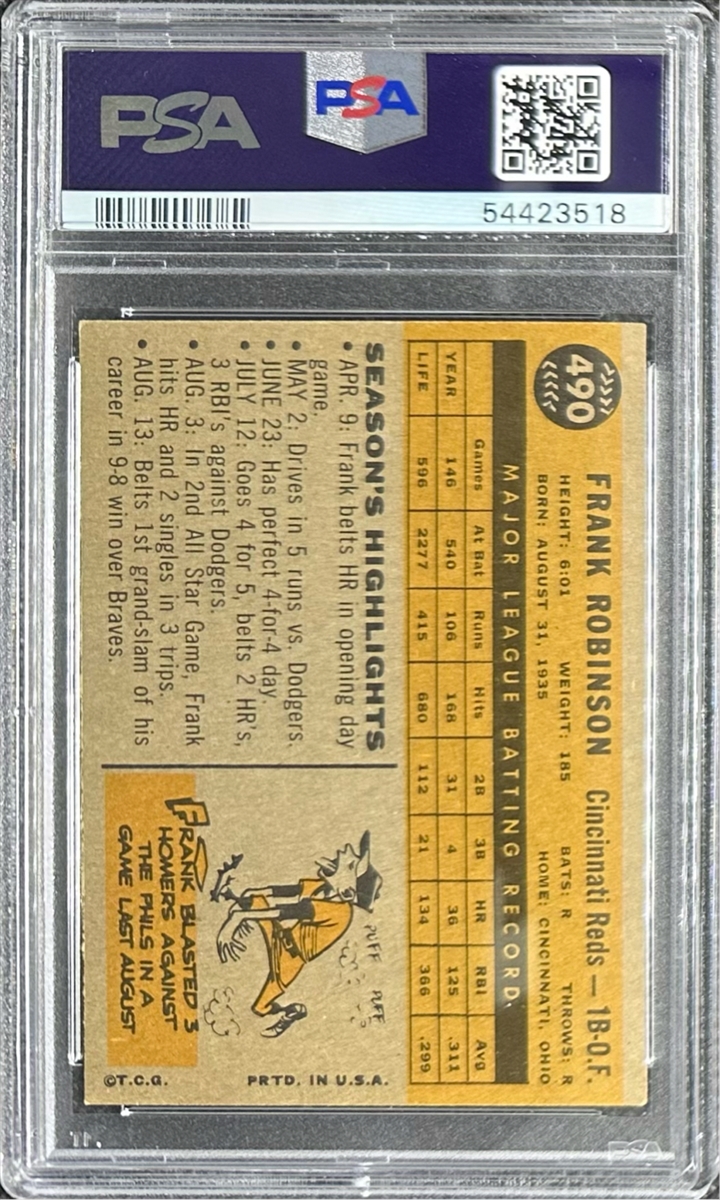 PSA
PSA
54423518
490
FRANK ROBINSON Cincinnati Reds — 1B-O.F.
HEIGHT: 6:01 WEIGHT: 185 BATS: R THROWS: R
BORN: AUGUST 31, 1935 HOME: CINCINNATI, OHIO
MAJOR LEAGUE BATTING RECORD
Games At Bat Runs Hits 2B 3B HR RBI Avg
YEAR 146 540 106 168 31 4 36 125 .311
LIFE 596 2277 415 680 112 21 134 366 .299
SEASON'S HIGHLIGHTS
• APR. 9: Frank belts HR in opening day
game.
• MAY 2: Drives in 5 runs vs. Dodgers.
• JUNE 23: Has perfect 4-for-4 day.
• JULY 12: Goes 4 for 5, belts 2 HR's,
3 RBI's against Dodgers.
• AUG. 3: In 2nd All Star Game, Frank
hits HR and 2 singles in 3 trips.
• AUG. 13: Belts 1st grand-slam of his
career in 9-8 win over Braves.
PUFF PUFF
FRANK BLASTED 3
HOMERS AGAINST
THE PHILS IN A
GAME LAST AUGUST
©T.C.G. PRTD. IN U.S.A.
PSA